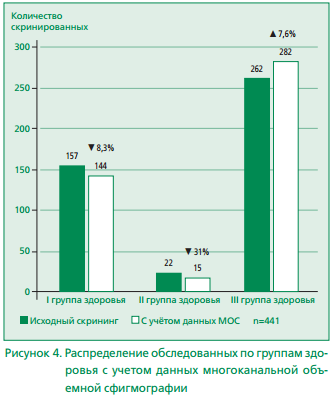 Количество
скринированных
300
250
200
150
100
50
0
157
▼8,3%
144
22
▼31%
15
262
▲7,6%
282
I группа здоровья
II группа здоровья
III группа здоровья
Исходный скрининг
С учётом данных МОС
n=441
Рисунок 4. Распределение обследованных по группам здо-
ровья с учетом данных многоканальной объ-
емной сфигмографии